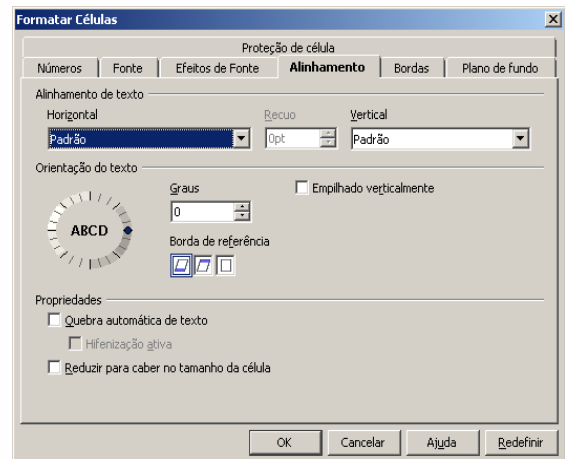 Formatar Células
Proteção de célula
Números Fonte Efeitos de Fonte Alinhamento Bordas Plano de fundo
Alinhamento de texto
Horizontal Recuo Vertical
Padrão 0pt Padrão
Orientação do texto
Graus Empilhado verticalmente
0
ABCD
Borda de referência
Propriedades
Quebra automática de texto
Hifenização ativa
Reduzir para caber no tamanho da célula
OK Cancelar Ajuda Redefinir